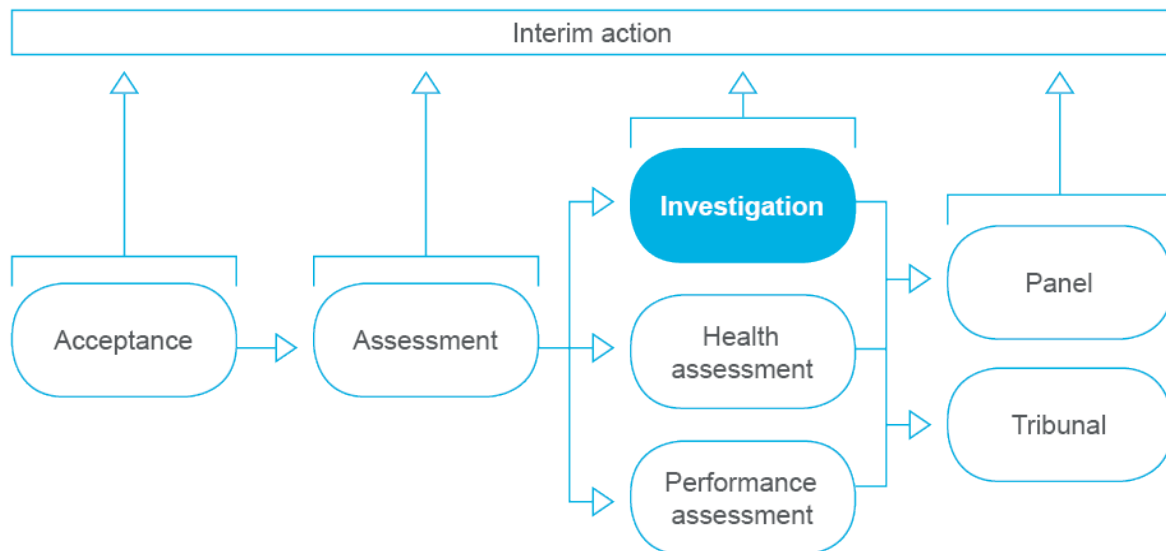 Interim action
Acceptance
Assessment
Investigation
Health
assessment
Performance
assessment
Panel
Tribunal